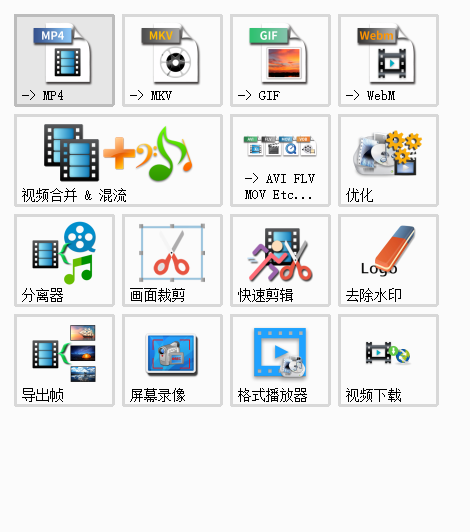 MP4 MKV GIF Webm
-> MP4 -> MKV -> GIF -> WebM
视频合并 & 混流
-> AVI FLV
MOV Etc...
优化
分离器 画面裁剪 快速剪辑 Logo
去除水印
导出帧 屏幕录像 格式播放器 视频下载